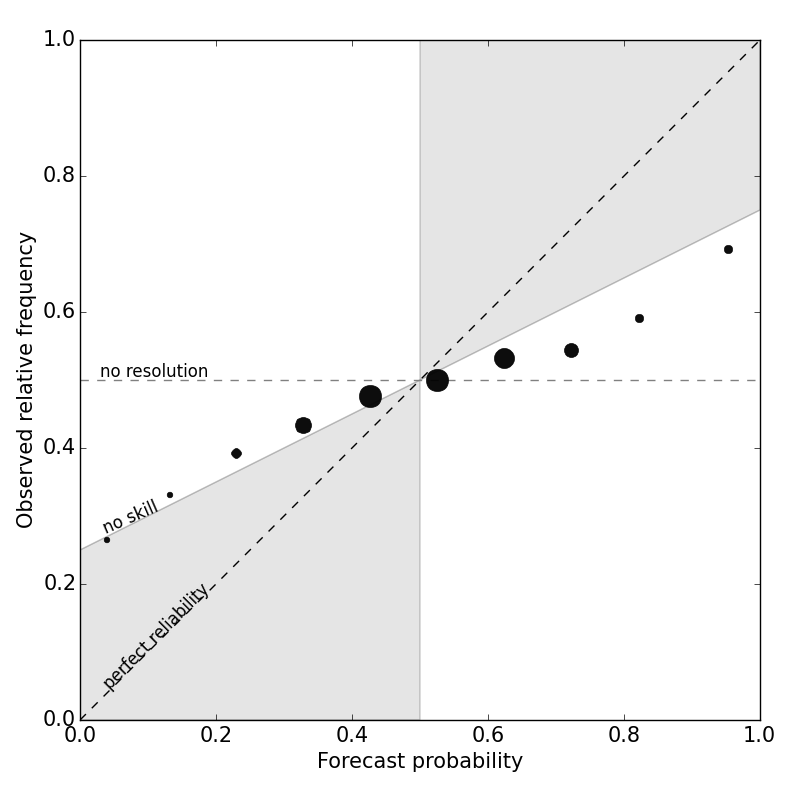 1.0
0.8
0.6
0.4
0.2
0.0
Observed relative frequency
no resolution
no skill
perfect reliability
0.0 0.2 0.4 0.6 0.8 1.0
Forecast probability